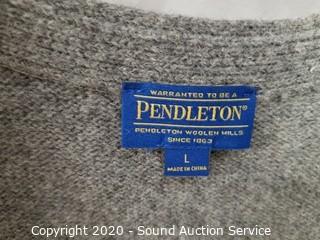 WARRANTED TO BE A
PENDLETON®
PENDLETON WOOLEN MILLS
SINCE 1863
L
MADE IN CHINA
Copyright 2020 - Sound Auction Service